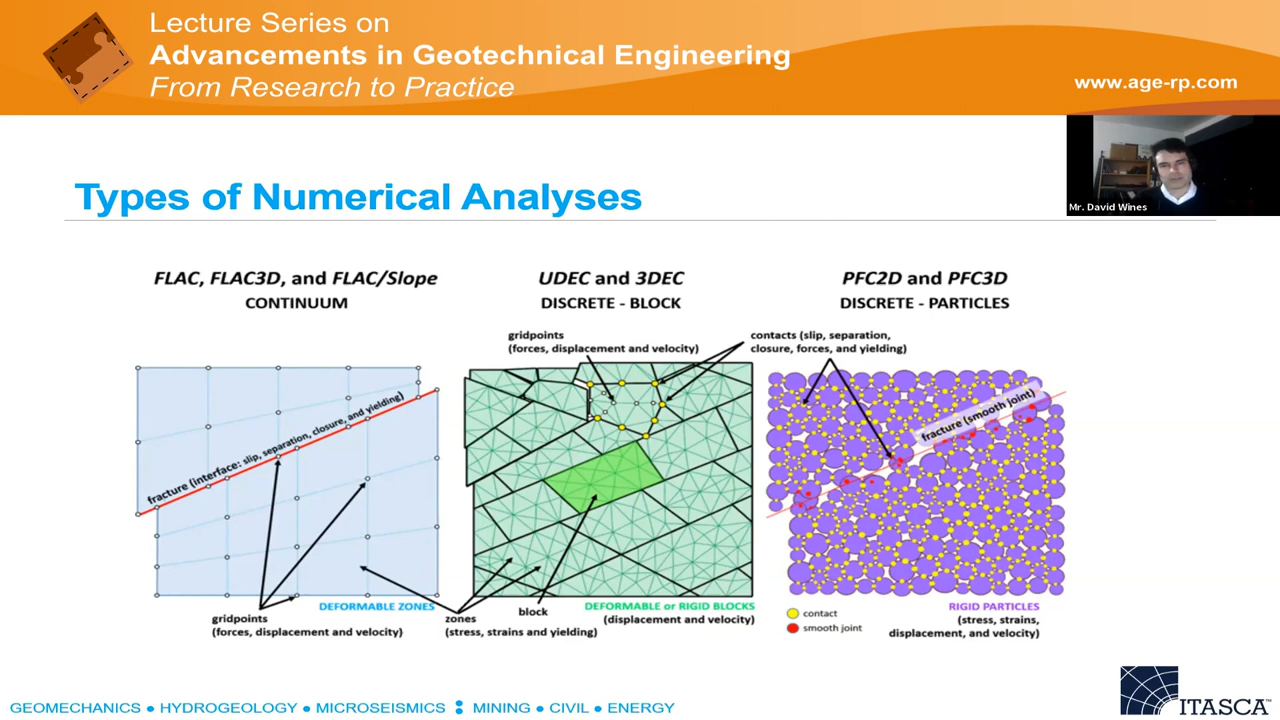 Lecture Series on
Advancements in Geotechnical Engineering
From Research to Practice
www.age-rp.com
Mr. David Wines
Types of Numerical Analyses
FLAC, FLAC3D, and FLAC/Slope
CONTINUUM
fracture (interface: slip, separation, closure, and yielding)
DEFORMABLE ZONES
gridpoints
(forces, displacement and velocity)
UDEC and 3DEC
DISCRETE - BLOCK
gridpoints
(forces, displacement and velocity)
zones
(stress, strains and yielding)
block
DEFORMABLE or RIGID BLOCKS
(displacement and velocity)
PFC2D and PFC3D
DISCRETE - PARTICLES
contacts (slip, separation,
closure, forces, and yielding)
fracture (smooth joint)
contact
smooth joint
RIGID PARTICLES
(stress, strains,
displacement, and velocity)
GEOMECHANICS ● HYDROGEOLOGY ● MICROSEISMICS : MINING ● CIVIL ● ENERGY
ITASCA™